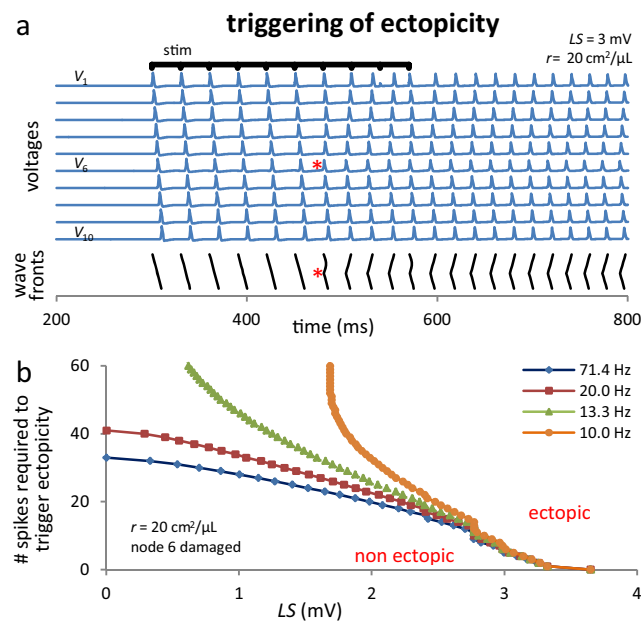 a
triggering of ectopicity
LS = 3 mV
r = 20 cm²/µL
stim
V1
V6
*
V10
voltages
wave
fronts
*
200 400 600 800
time (ms)
b
60
40
20
0
# spikes required to
trigger ectopicity
71.4 Hz
20.0 Hz
13.3 Hz
10.0 Hz
ectopic
non ectopic
r = 20 cm²/µL
node 6 damaged
0 1 2 3 4
LS (mV)